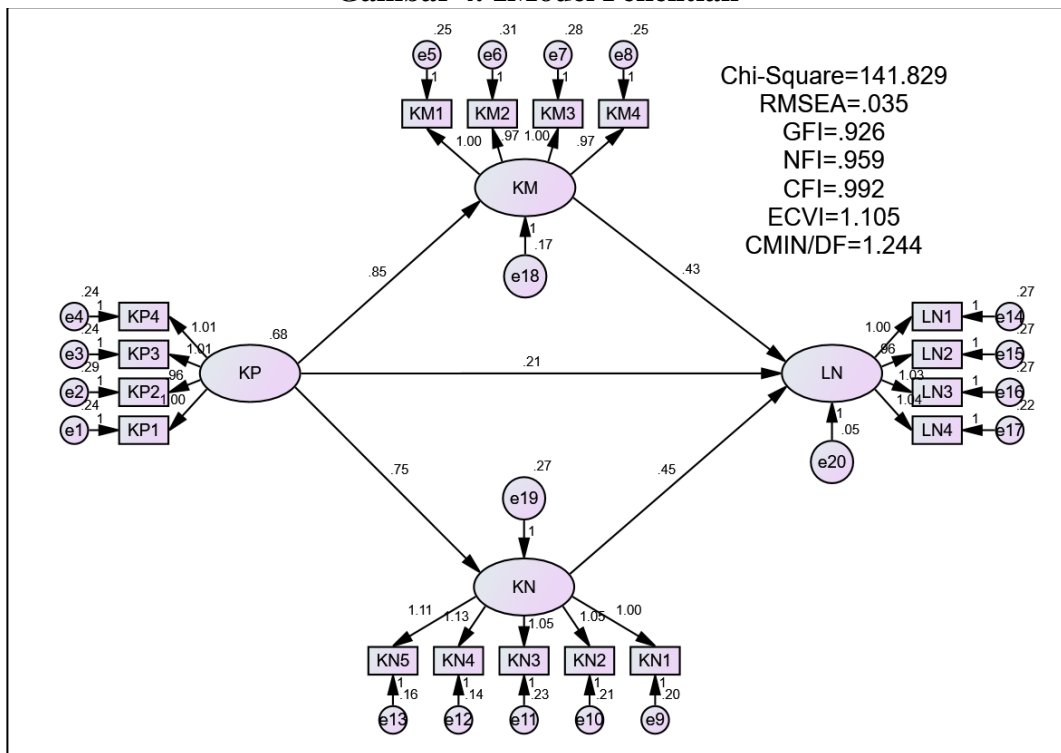 Chi-Square=141.829
RMSEA=.035
GFI=.926
NFI=.959
CFI=.992
ECVI=1.105
CMIN/DF=1.244
.25 .31 .28 .25
e5 e6 e7 e8
1 1 1 1
KM1 KM2 KM3 KM4
1.00 .97 1.00 .97
KM
1
.17
e18
.85
.43
.24
e4 1 KP4
1.01
.24
e3 1 KP3
1.01
.29
e2 1 KP2
.96
.24
e1 1 KP1
1.00
.68
KP
.21
LN
1
.05
e20
1.00
LN1 1 e14
.27
.96
LN2 1 e15
.27
1.03
LN3 1 e16
.27
1.04
LN4 1 e17
.22
.75
.45
.27
e19
1
KN
1.11 1.13 1.05 1.05 1.00
KN5 KN4 KN3 KN2 KN1
1 1 1 1 1
.16 .14 .23 .21 .20
e13 e12 e11 e10 e9